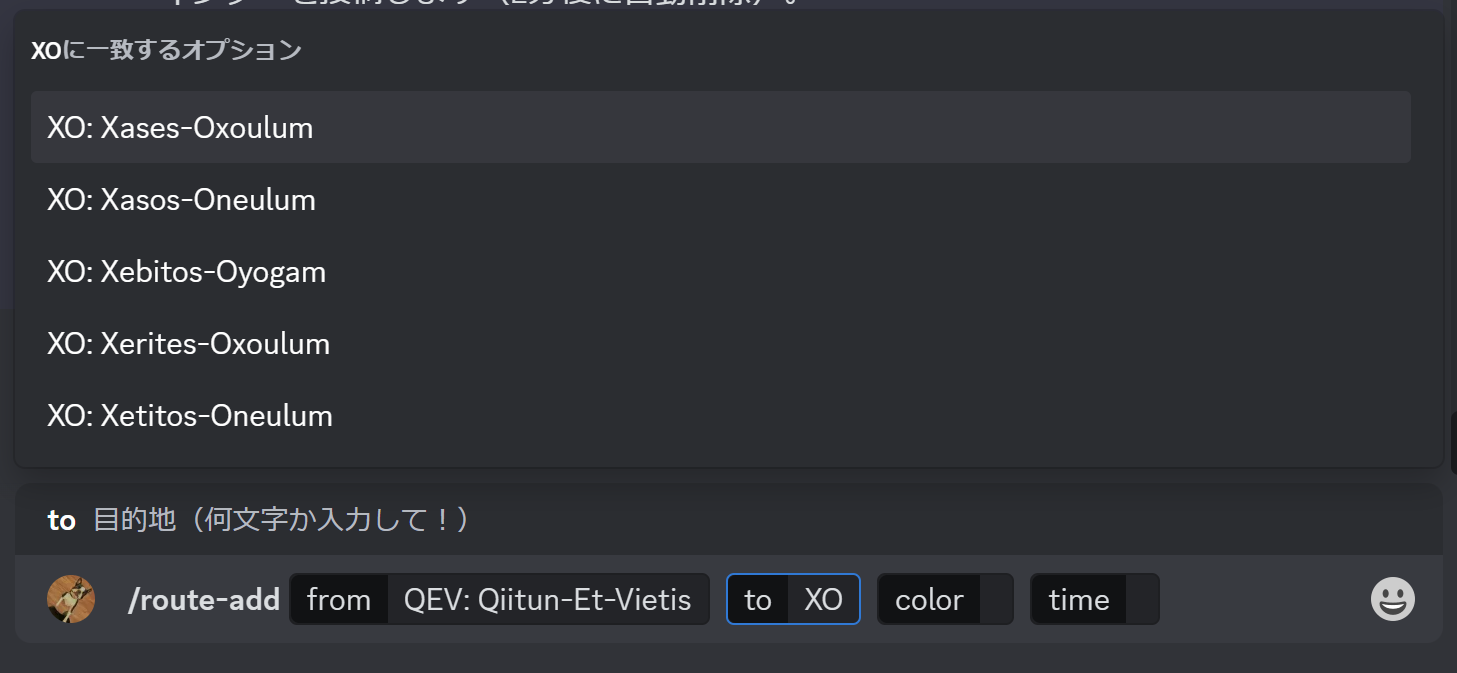 XOに一致するオプション
XO: Xases-Oxoulum
XO: Xasos-Oneulum
XO: Xebitos-Oyogam
XO: Xerites-Oxoulum
XO: Xetitos-Oneulum
to 目的地（何文字か入力して！）
/route-add from QEV: Qiitun-Et-Vietis to XO color time